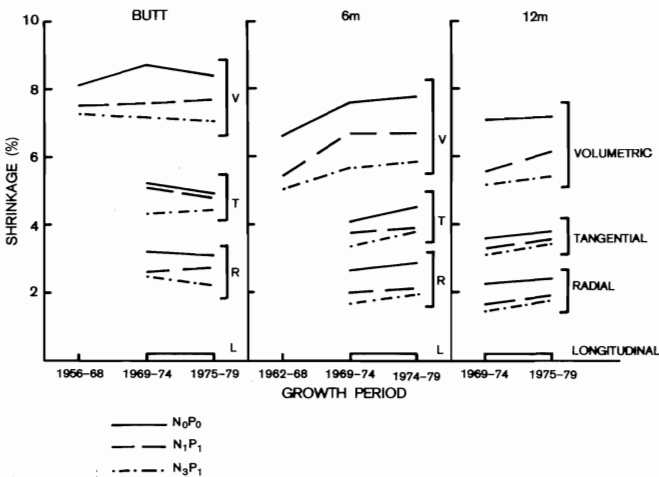 BUTT 6m 12m
10
8
6
4
2
SHRINKAGE (%)
V
T
R
L
V
T
R
L
VOLUMETRIC
TANGENTIAL
RADIAL
LONGITUDINAL
1956-68 1969-74 1975-79 1962-68 1969-74 1974-79 1969-74 1975-79
GROWTH PERIOD
N₀P₀
N₁P₁
N₃P₁